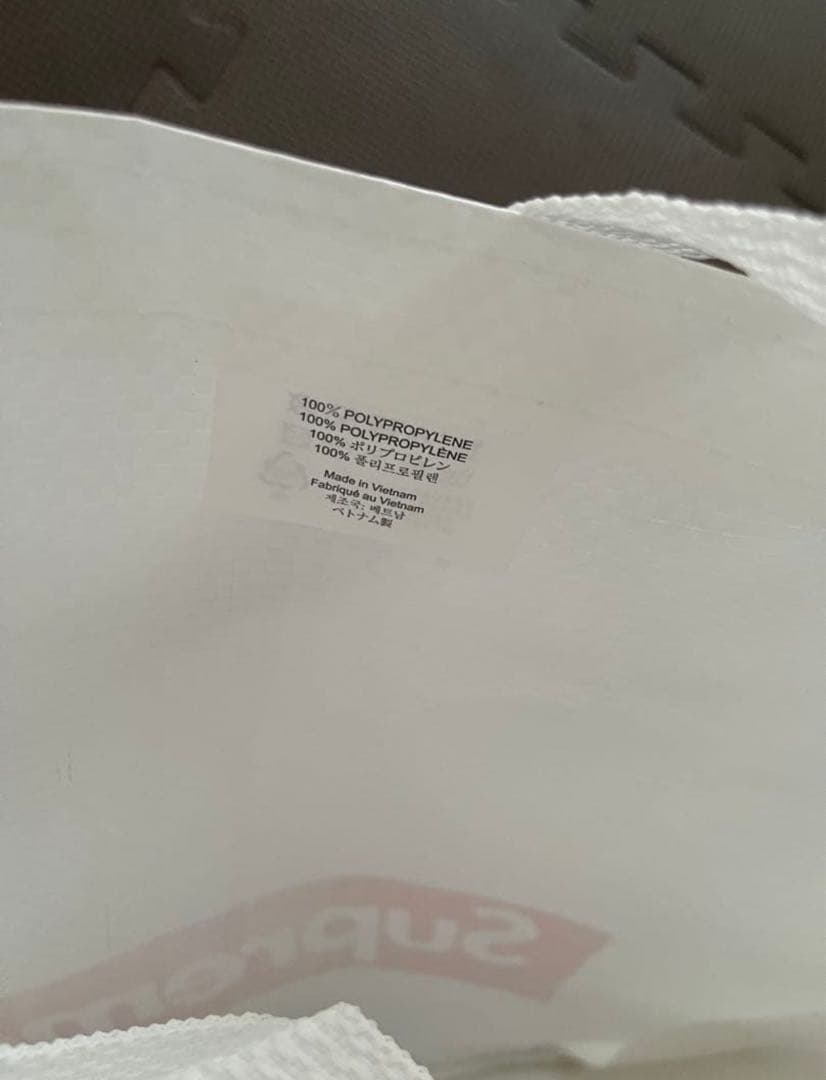 100% POLYPROPYLENE
100% POLYPROPYLÈNE
100% ポリプロピレン
100% 폴리프로필렌
Made in Vietnam
Fabriqué au Vietnam
제조국: 베트남
ベトナム製
Suprem